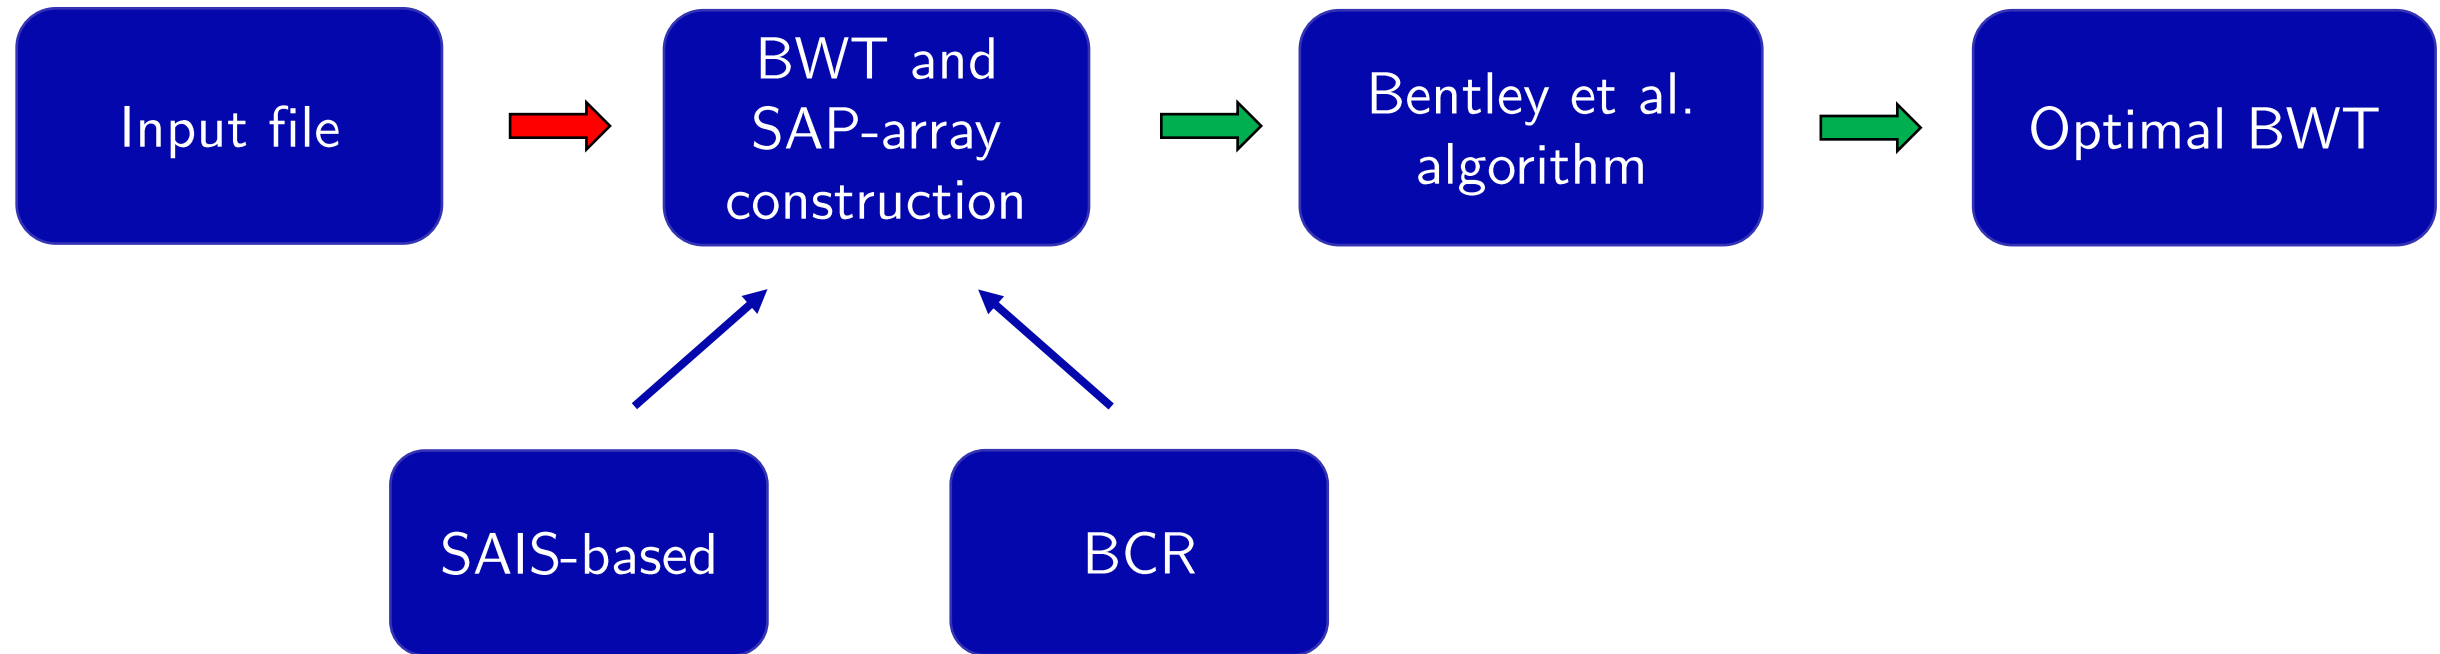 Input file
BWT and
SAP-array
construction
Bentley et al.
algorithm
Optimal BWT
SAIS-based
BCR